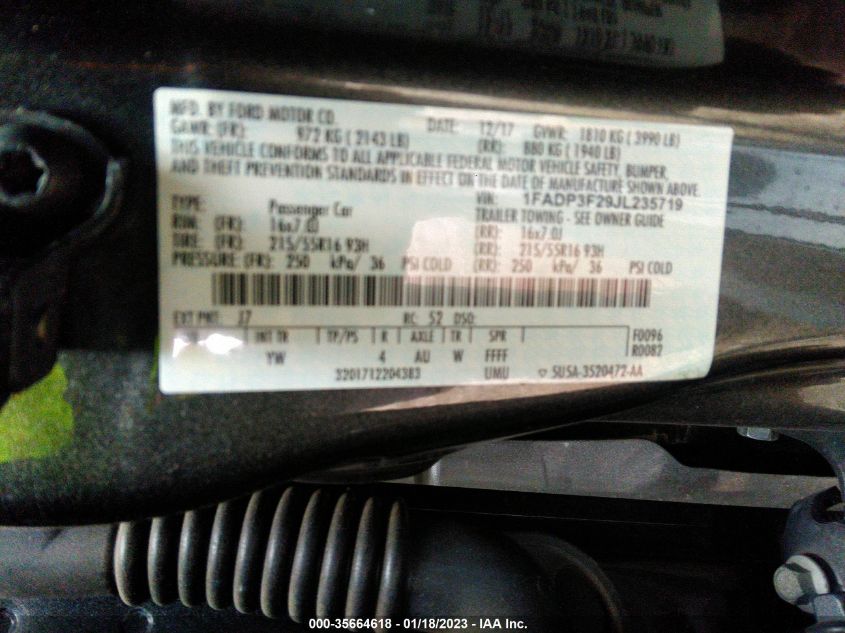 MFD. BY FORD MOTOR CO. DATE: 12/17 GVWR: 1810 KG ( 3990 LB)
GAWR: (FR): 972 KG ( 2143 LB) (RR): 880 KG ( 1940 LB)
THIS VEHICLE CONFORMS TO ALL APPLICABLE FEDERAL MOTOR VEHICLE SAFETY, BUMPER,
AND THEFT PREVENTION STANDARDS IN EFFECT ON THE DATE OF MANUFACTURE SHOWN ABOVE.
VIN: 1FADP3F29JL235719
TYPE: Passenger Car TRAILER TOWING - SEE OWNER GUIDE
RIM: (FR): 16x7.0J (RR): 16x7.0J
TIRE: (FR): 215/55R16 93H (RR): 215/55R16 93H
PRESSURE: (FR): 250 kPa/ 36 PSI COLD (RR): 250 kPa/ 36 PSI COLD
EXT PNT: J7 RC: 52 DSO:
INT TR TP/PS R AXLE TR SPR F0096
YW 4 AU W FFFF R0082
3201712204383 UMU 5U5A-3520472-AA
000-35664618 - 01/18/2023 - IAA Inc.